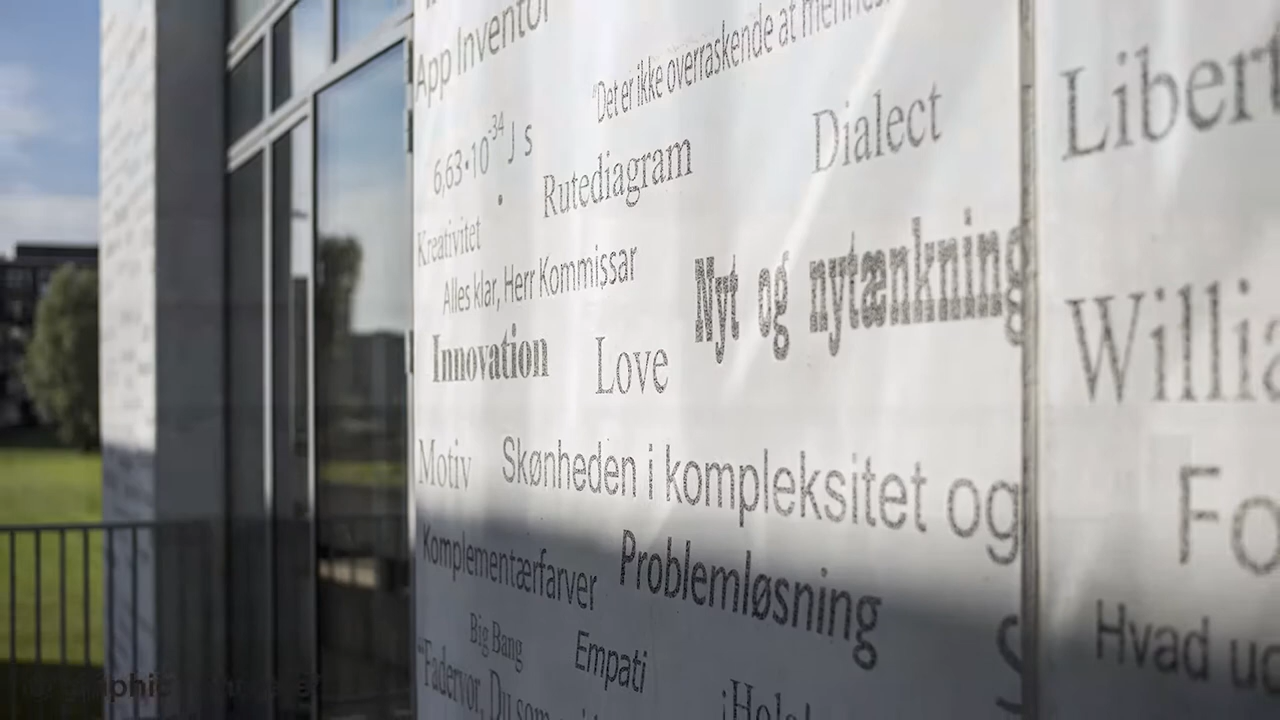 App Inventor
"Det er ikke overraskende at
6,63•10-34 J s
Rutediagram
Dialect
Kreativitet
Alles klar, Herr Kommissar
Nyt og nytænkning
Innovation
Love
Motiv
Skønheden i kompleksitet og
Komplementærfarver
Problemløsning
Big Bang
Empati
"Fadervor, Du som
Libert
Willia
Fo
Hvad ud